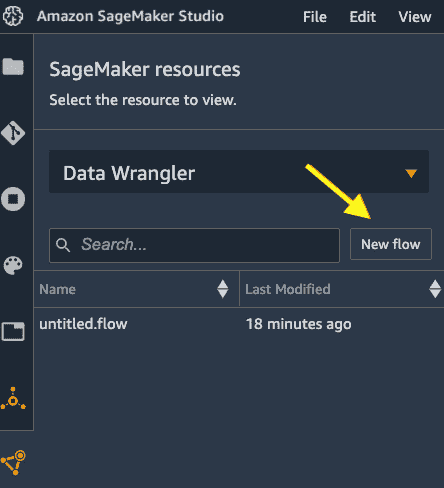 Amazon SageMaker Studio File Edit View
SageMaker resources
Select the resource to view.
Data Wrangler
Search... New flow
Name Last Modified
untitled.flow 18 minutes ago